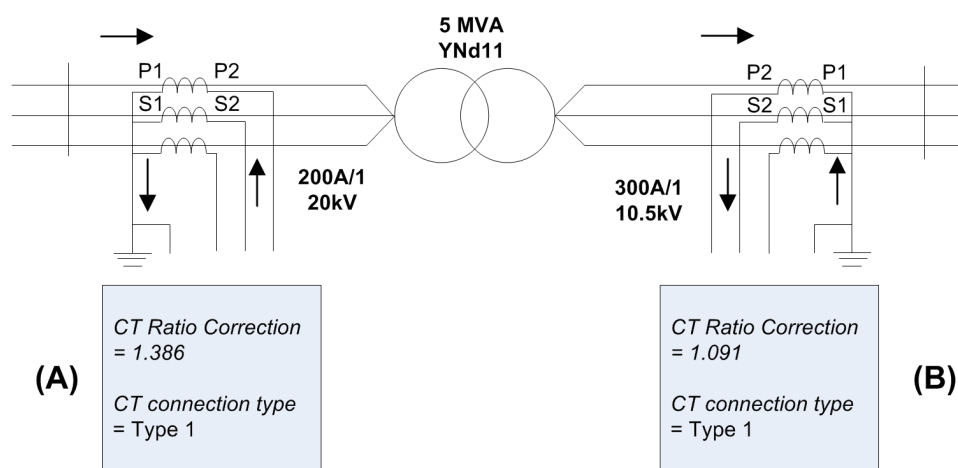 5 MVA
YNd11
P1 P2
S1 S2
P2 P1
S2 S1
200A/1
20kV
300A/1
10.5kV
CT Ratio Correction
= 1.386
CT connection type
= Type 1
(A)
CT Ratio Correction
= 1.091
CT connection type
= Type 1
(B)